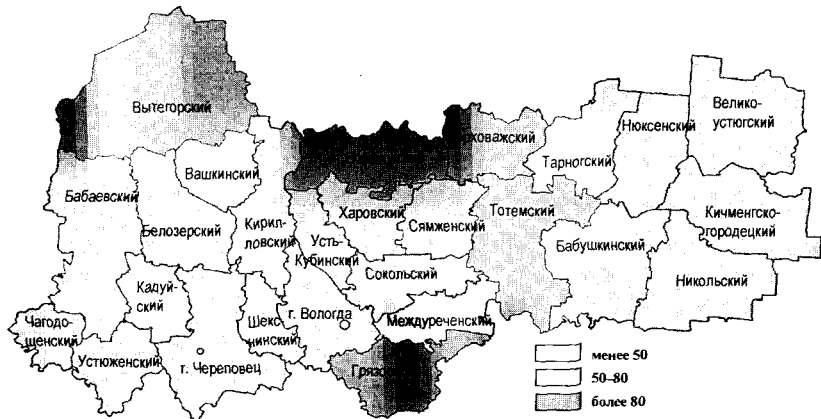 Вытегорский
Велико-
устюгский
Нюксенский
Тарногский
Вашкинский
Бабаевский
Белозерский
Кирил-
ловский
Харовский
Сямженский
Тотемский
Кичменгско-
городецкий
Бабушкинский
Усть-
Кубинский
Сокольский
Никольский
Кадуй-
ский
Шекс
нинский
г. Вологда
Междуреченский
Чагодо-
щенский
Устюженский
г. Череповец
менее 50
50–80
более 80